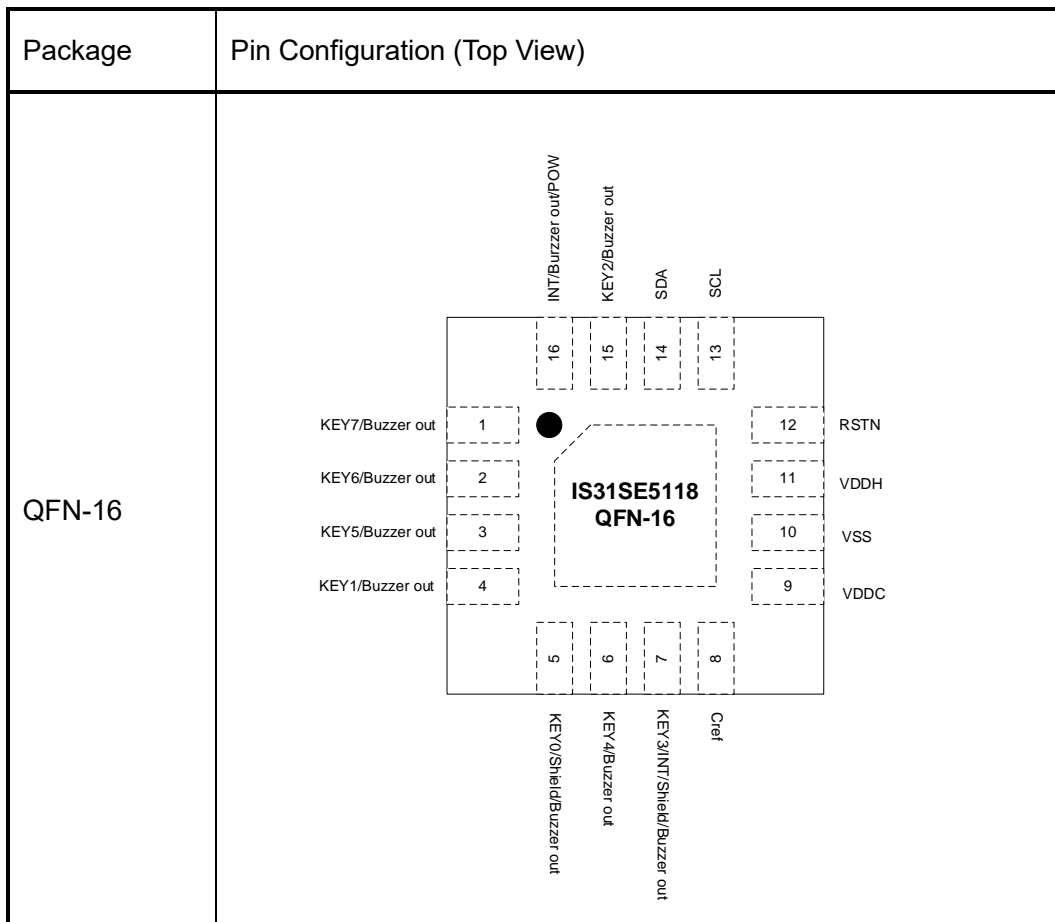 Package
Pin Configuration (Top View)
QFN-16
INT/Burzzer out/POW
KEY2/Buzzer out
SDA
SCL
16
15
14
13
KEY7/Buzzer out
1
KEY6/Buzzer out
2
KEY5/Buzzer out
3
KEY1/Buzzer out
4
IS31SE5118
QFN-16
12
RSTN
11
VDDH
10
VSS
9
VDDC
5
6
7
8
KEY0/Shield/Buzzer out
KEY4/Buzzer out
KEY3/INT/Shield/Buzzer out
Cref